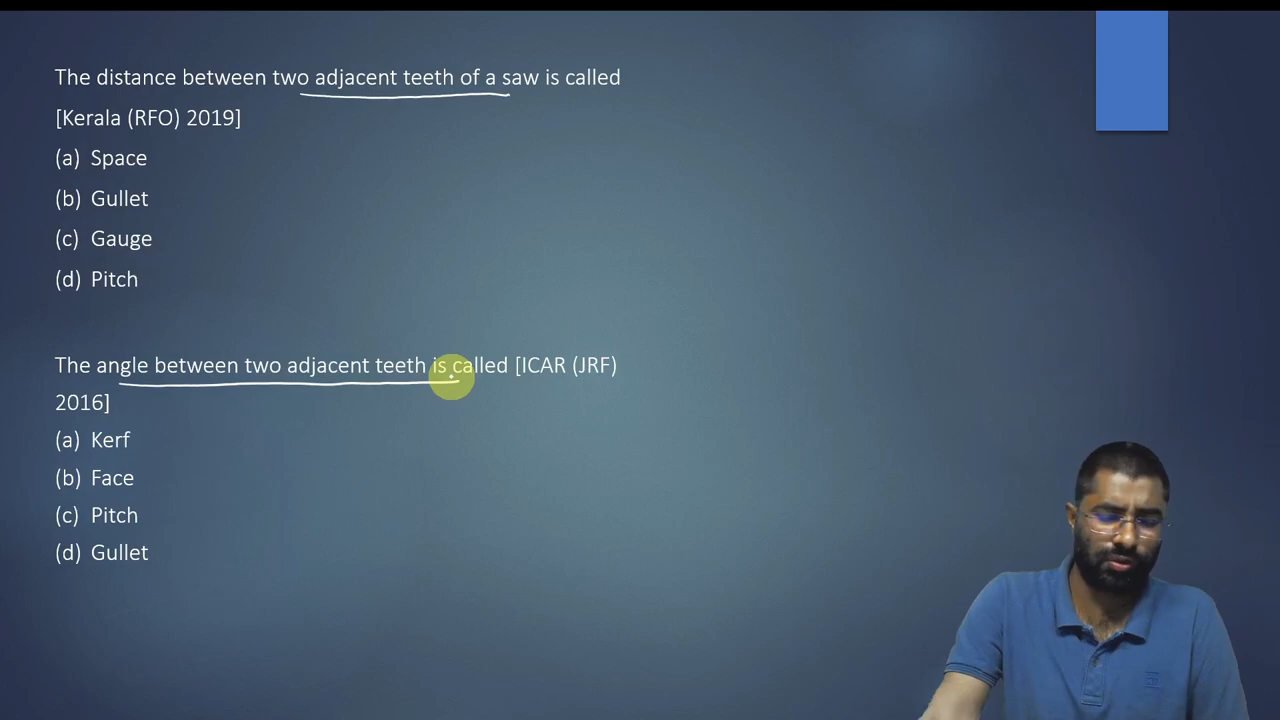 The distance between two adjacent teeth of a saw is called
[Kerala (RFO) 2019]
(a) Space
(b) Gullet
(c) Gauge
(d) Pitch
The angle between two adjacent teeth is called [ICAR (JRF)
2016]
(a) Kerf
(b) Face
(c) Pitch
(d) Gullet